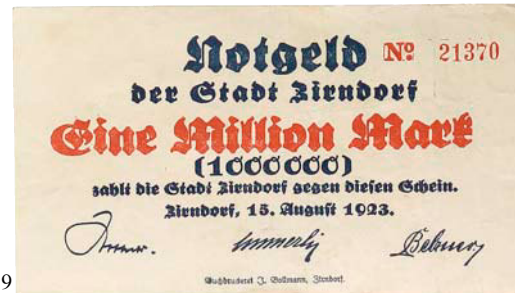 Notgeld Nº 21370
der Stadt Zirndorf
Eine Million Mark
(1000000)
zahlt die Stadt Zirndorf gegen diesen Schein.
Zirndorf, 15. August 1923.
Buchdruckerei J. Bollmann, Zirndorf.
9